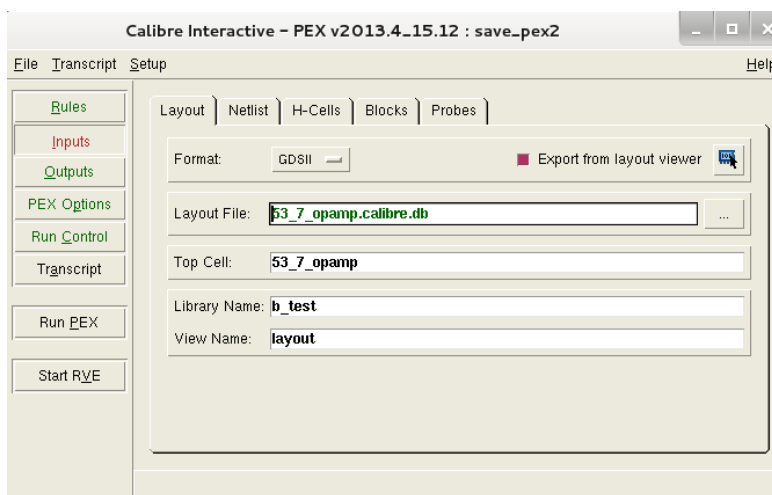 Calibre Interactive - PEX v2013.4_15.12 : save_pex2
File Transcript Setup Help
Rules
Inputs
Outputs
PEX Options
Run Control
Transcript
Run PEX
Start RVE
Layout Netlist H-Cells Blocks Probes
Format: GDSII Export from layout viewer
Layout File: 53_7_opamp.calibre.db ...
Top Cell: 53_7_opamp
Library Name: b_test
View Name: layout